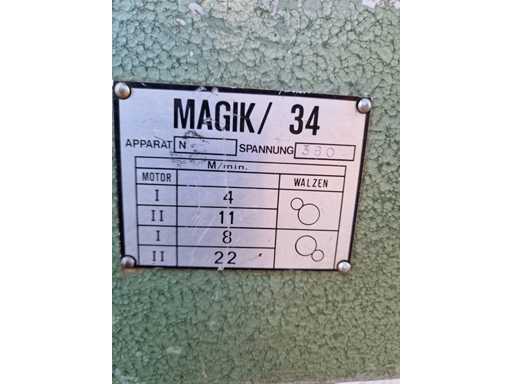 MAGIK/ 34
APPARAT N SPANNUNG 380
M/min.
MOTOR WALZEN
I 4
II 11
I 8
II 22